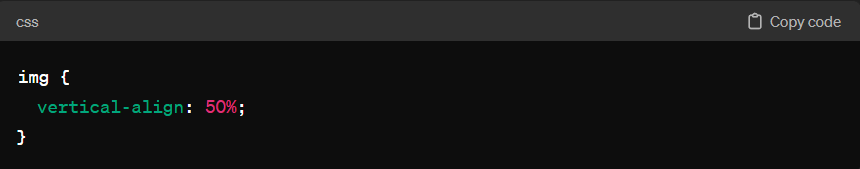 css Copy code
img {
  vertical-align: 50%;
}